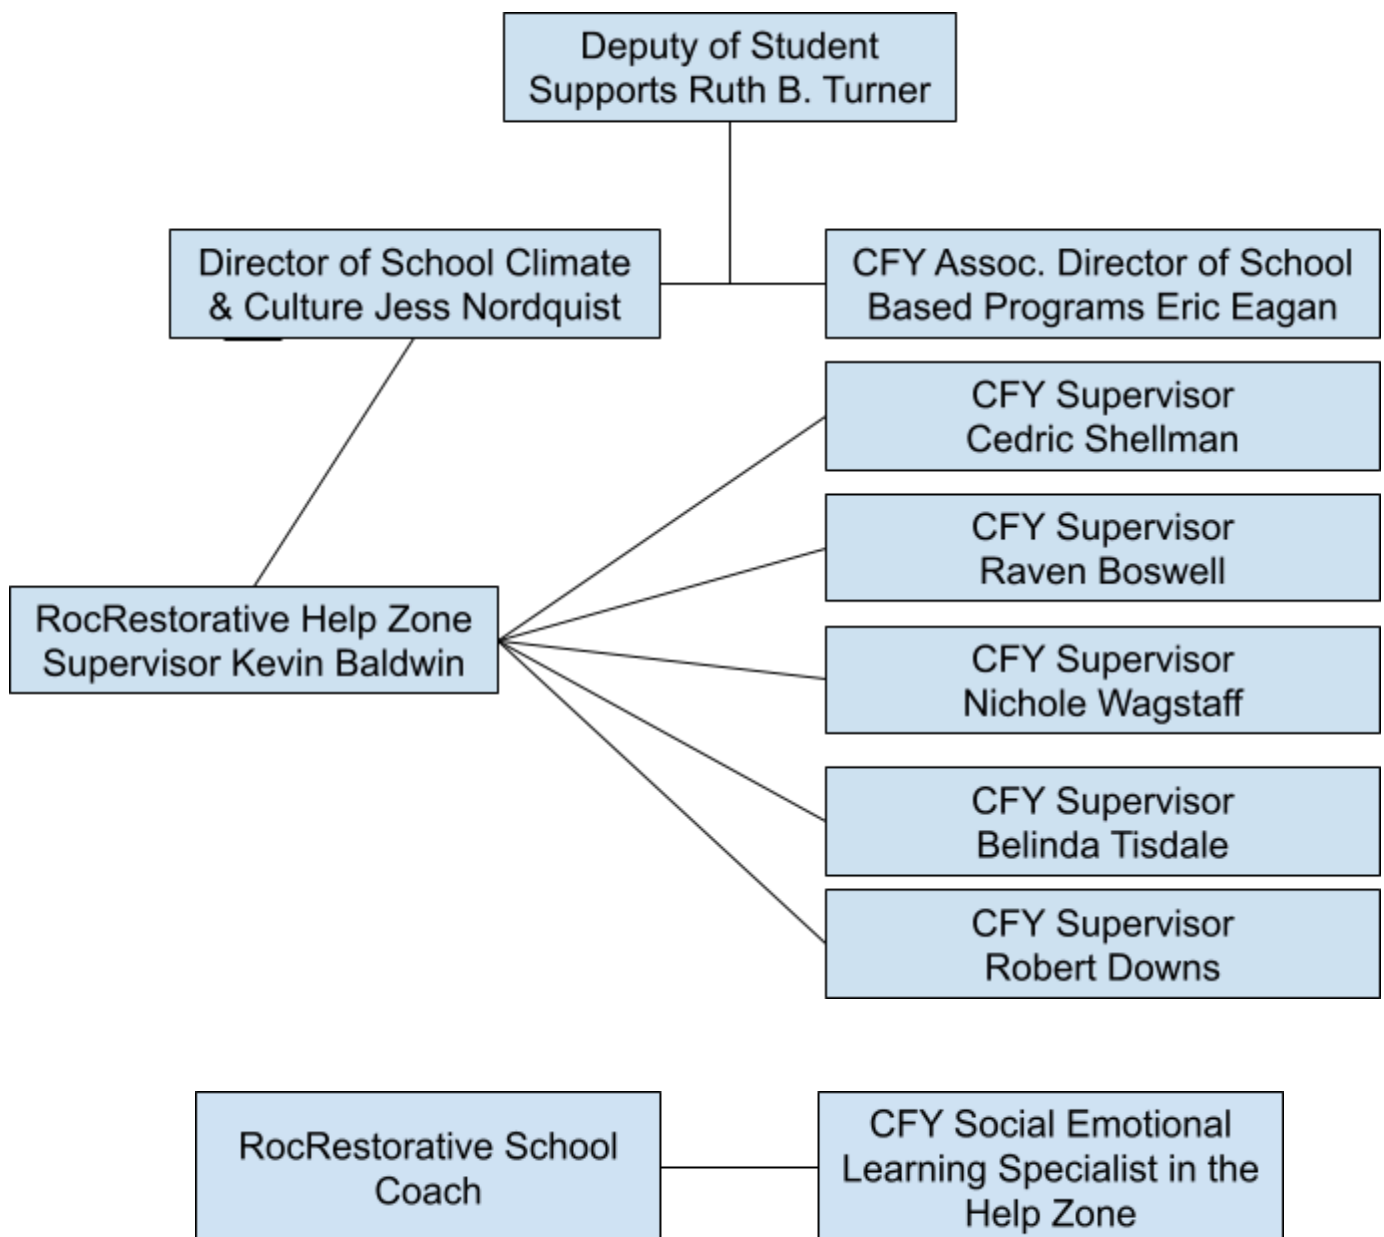 Deputy of Student
Supports Ruth B. Turner
Director of School Climate
& Culture Jess Nordquist
CFY Assoc. Director of School
Based Programs Eric Eagan
CFY Supervisor
Cedric Shellman
CFY Supervisor
Raven Boswell
RocRestorative Help Zone
Supervisor Kevin Baldwin
CFY Supervisor
Nichole Wagstaff
CFY Supervisor
Belinda Tisdale
CFY Supervisor
Robert Downs
RocRestorative School
Coach
CFY Social Emotional
Learning Specialist in the
Help Zone